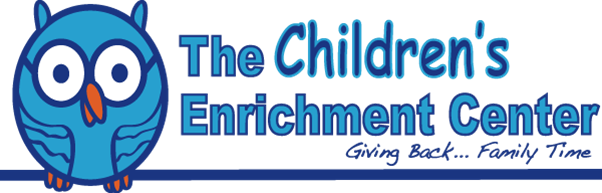 The Children's
Enrichment Center
Giving Back... Family Time